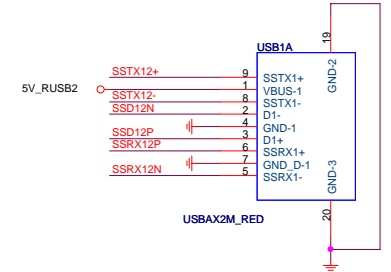 19
USB1A
GND-2
SSTX12+ 9 SSTX1+
5V_RUSB2 1 VBUS-1
SSTX12- 8 SSTX1-
SSD12N 2 D1-
4 GND-1
SSD12P 3 D1+
SSRX12P 6 SSRX1+
7 GND_D-1
SSRX12N 5 SSRX1-
GND-3
USBAX2M_RED
20